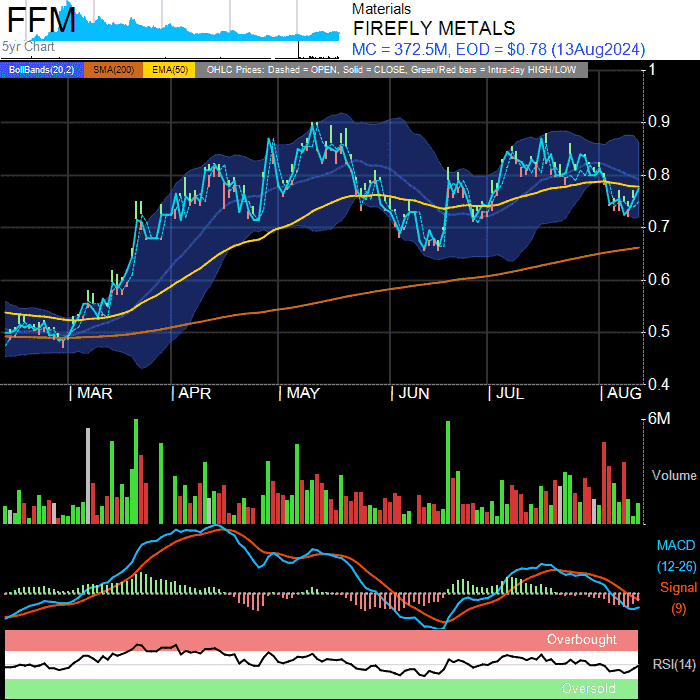 FFM
5yr Chart
Materials
FIREFLY METALS
MC = 372.5M, EOD = $0.78 (13Aug2024)
BollBands(20,2) SMA(200) EMA(50) OHLC Prices: Dashed = OPEN, Solid = CLOSE, Green/Red bars = Intra-day HIGH/LOW
1
0.9
0.8
0.7
0.6
0.5
0.4
MAR APR MAY JUN JUL AUG
6M
Volume
MACD
(12-26)
Signal
(9)
Overbought
RSI(14)
Oversold